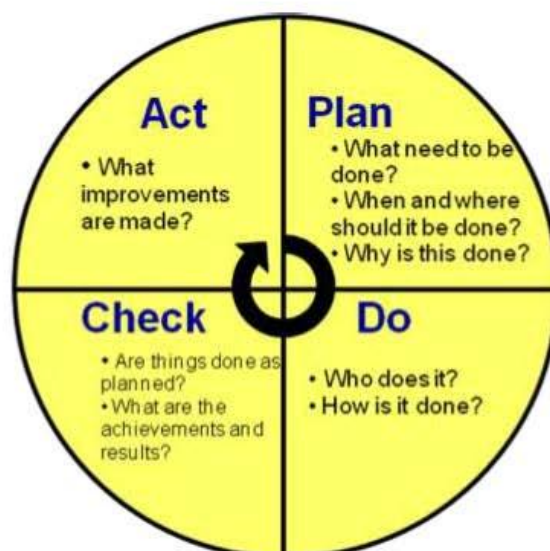 Act
• What
improvements
are made?
Plan
• What need to be
done?
• When and where
should it be done?
• Why is this done?
Check
• Are things done as
planned?
• What are the
achievements and
results?
Do
• Who does it?
• How is it done?